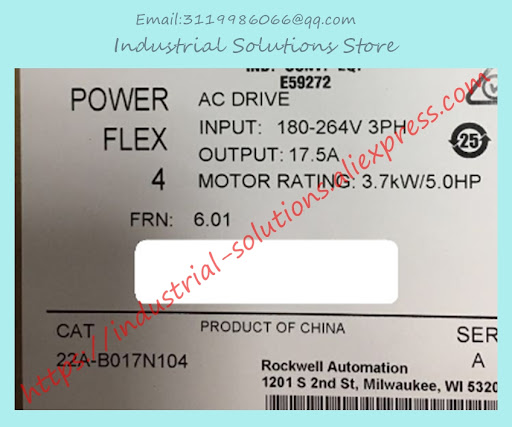 Email:3119986066@qq.com
Industrial Solutions Store
E59272
POWER FLEX 4
AC DRIVE
INPUT: 180-264V 3PH
OUTPUT: 17.5A
MOTOR RATING: 3.7kW/5.0HP
25
FRN: 6.01
https://industrial-solutions.aliexpress.com
CAT
22A-B017N104
PRODUCT OF CHINA
SER
A
Rockwell Automation
1201 S 2nd St, Milwaukee, WI 5320